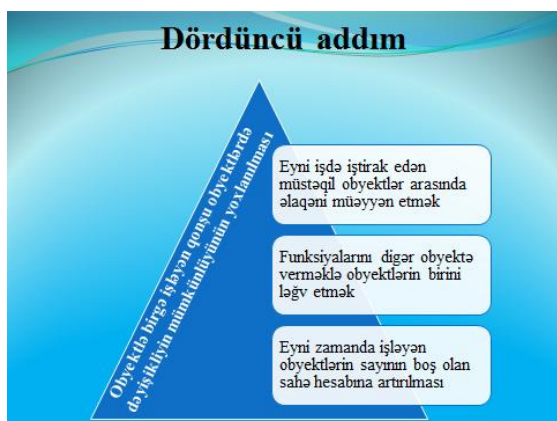 Dördüncü addım
Obyektlə birgə işləyən qonşu obyektlərdə
dəyişikliyin mümkünlüyünün yoxlanılması
Eyni işdə iştirak edən
müstəqil obyektlər arasında
əlaqəni müəyyən etmək
Funksiyalarını digər obyektə
verməklə obyektlərin birini
ləğv etmək
Eyni zamanda işləyən
obyektlərin sayının boş olan
sahə hesabına artırılması